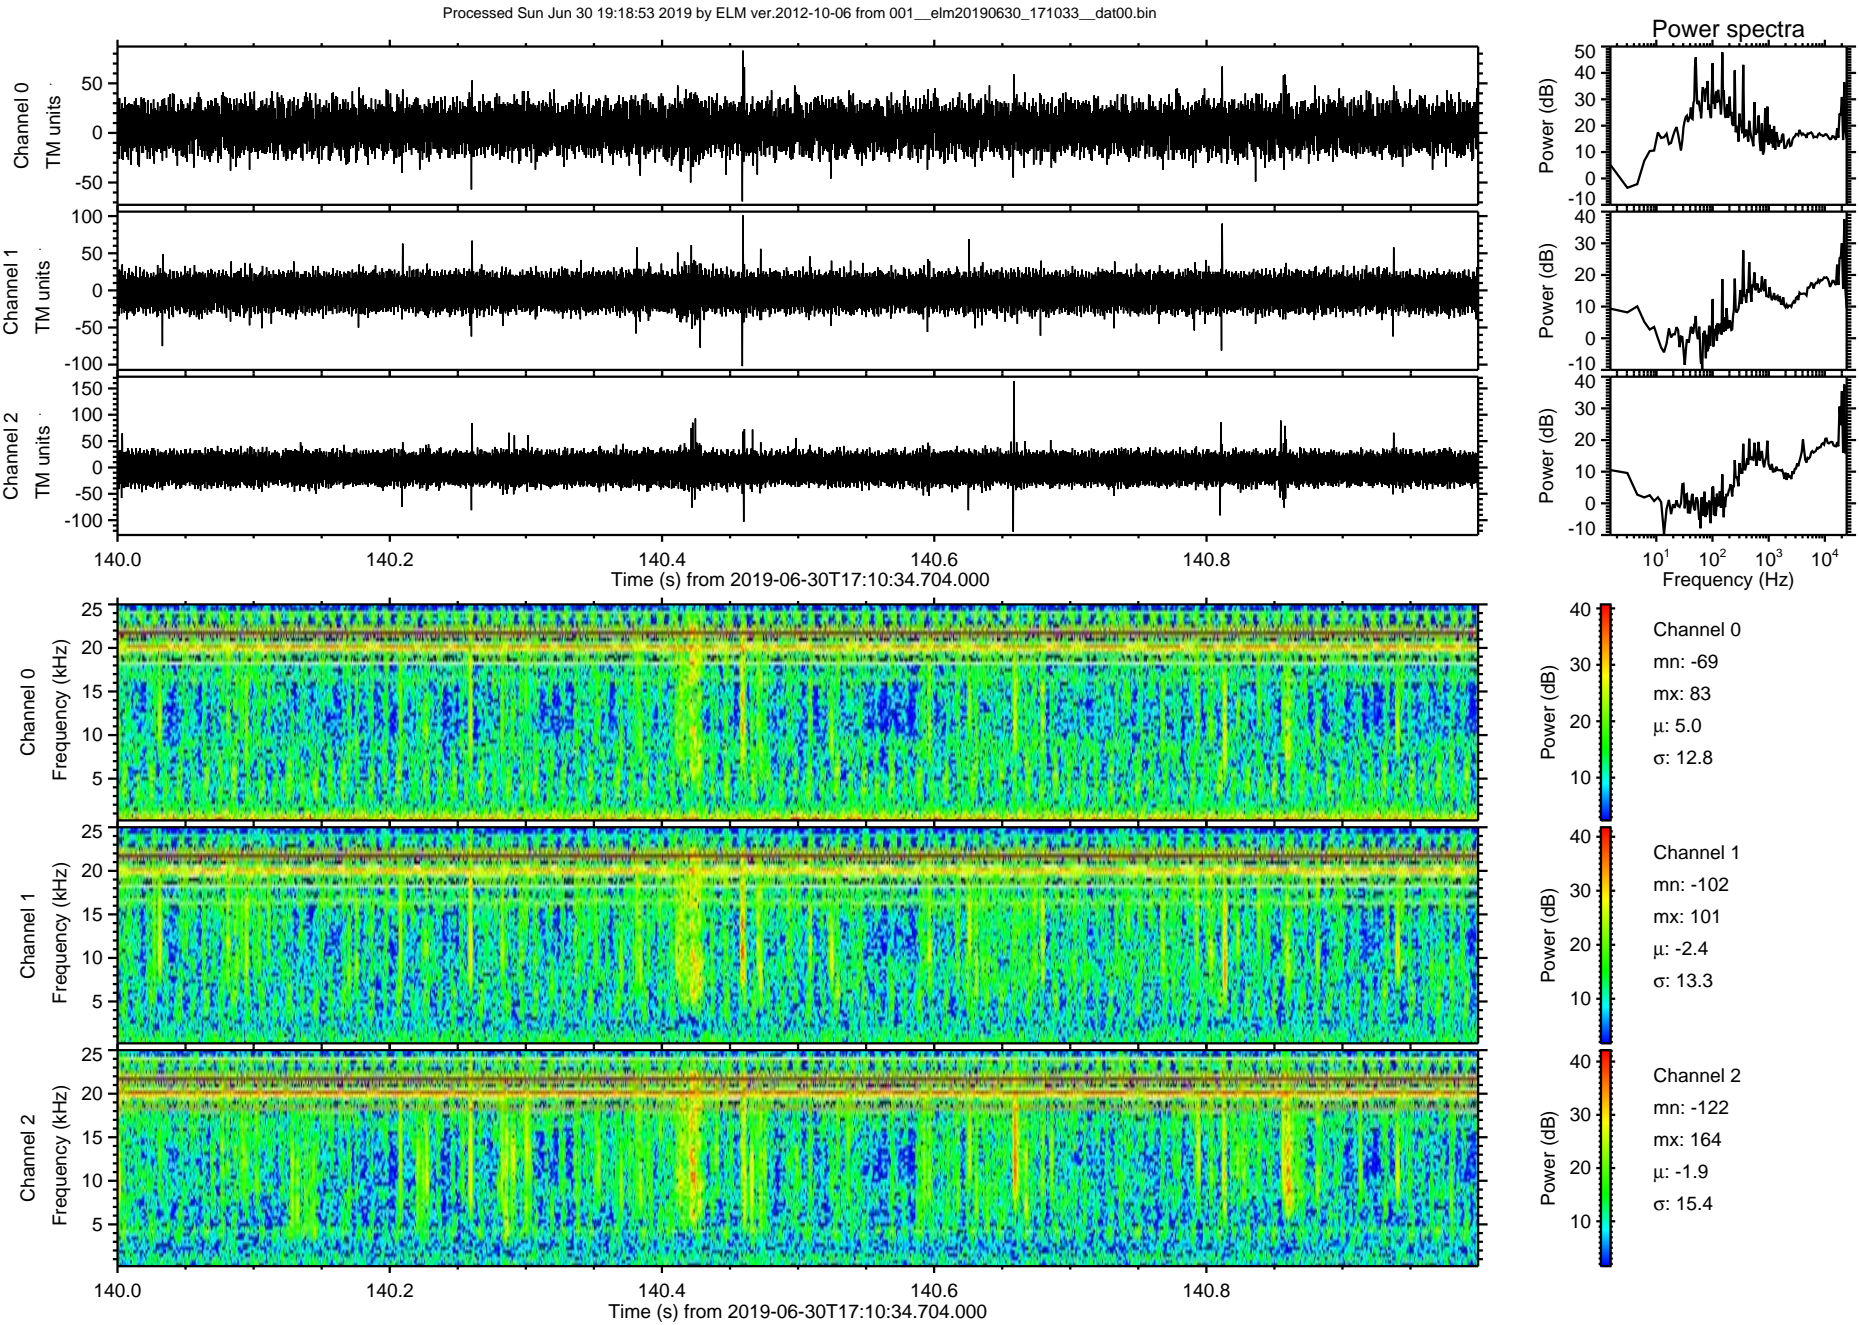 Processed Sun Jun 30 19:18:53 2019 by ELM ver.2012-10-06 from 001__elm20190630_171033__dat00.bin
Power spectra
Channel 0
TM units
50
0
-50
Power (dB)
50
40
30
20
10
0
-10
Channel 1
TM units
100
50
0
-50
-100
Power (dB)
40
30
20
10
0
-10
Channel 2
TM units
150
100
50
0
-50
-100
Power (dB)
40
30
20
10
0
-10
140.0 140.2 140.4 140.6 140.8
Time (s) from 2019-06-30T17:10:34.704.000
10¹ 10² 10³ 10⁴
Frequency (Hz)
Channel 0
Frequency (kHz)
25
20
15
10
5
Power (dB)
40
30
20
10
Channel 0
mn: -69
mx: 83
μ: 5.0
σ: 12.8
Channel 1
Frequency (kHz)
25
20
15
10
5
Power (dB)
40
30
20
10
Channel 1
mn: -102
mx: 101
μ: -2.4
σ: 13.3
Channel 2
Frequency (kHz)
25
20
15
10
5
Power (dB)
40
30
20
10
Channel 2
mn: -122
mx: 164
μ: -1.9
σ: 15.4
140.0 140.2 140.4 140.6 140.8
Time (s) from 2019-06-30T17:10:34.704.000